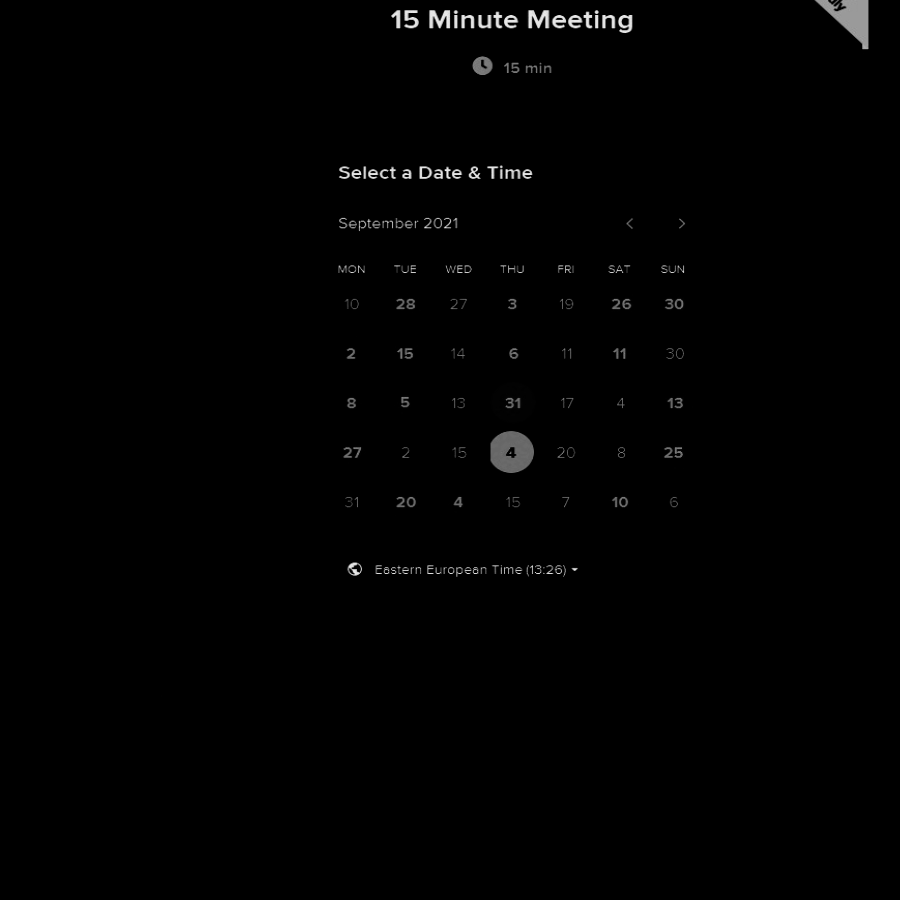 15 Minute Meeting
15 min
Select a Date & Time
September 2021
MON TUE WED THU FRI SAT SUN
10 28 27 3 19 26 30
2 15 14 6 11 11 30
8 5 13 31 17 4 13
27 2 15 4 20 8 25
31 20 4 15 7 10 6
Eastern European Time (13:26)